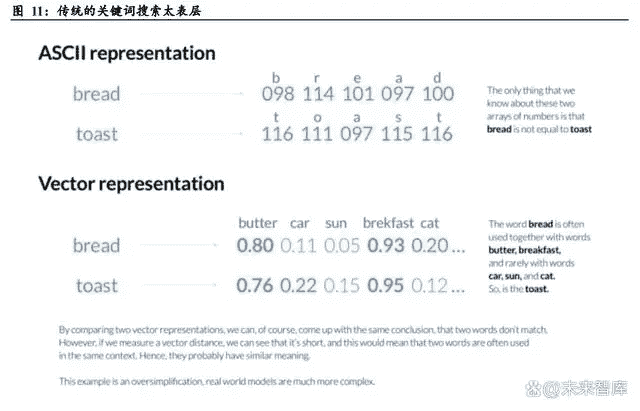 图 11：传统的关键词搜索太表层
ASCII representation
b r e a d
bread 098 114 101 097 100
t o a s t
toast 116 111 097 115 116
The only thing that we
know about these two
arrays of numbers is that
bread is not equal to toast
Vector representation
butter car sun brekfast cat
bread 0.80 0.11 0.05 0.93 0.20 ...
toast 0.76 0.22 0.15 0.95 0.12 ...
The word bread is often
used together with words
butter, breakfast,
and rarely with words
car, sun, and cat.
So, is the toast.
By comparing two vector representations, we can, of course, come up with the same conclusion, that two words don't match.
However, if we measure a vector distance, we can see that it's short, and this would mean that two words are often used
in the same context. Hence, they probably have similar meaning.
This example is an oversimplification, real world models are much more complex.
@未来智库